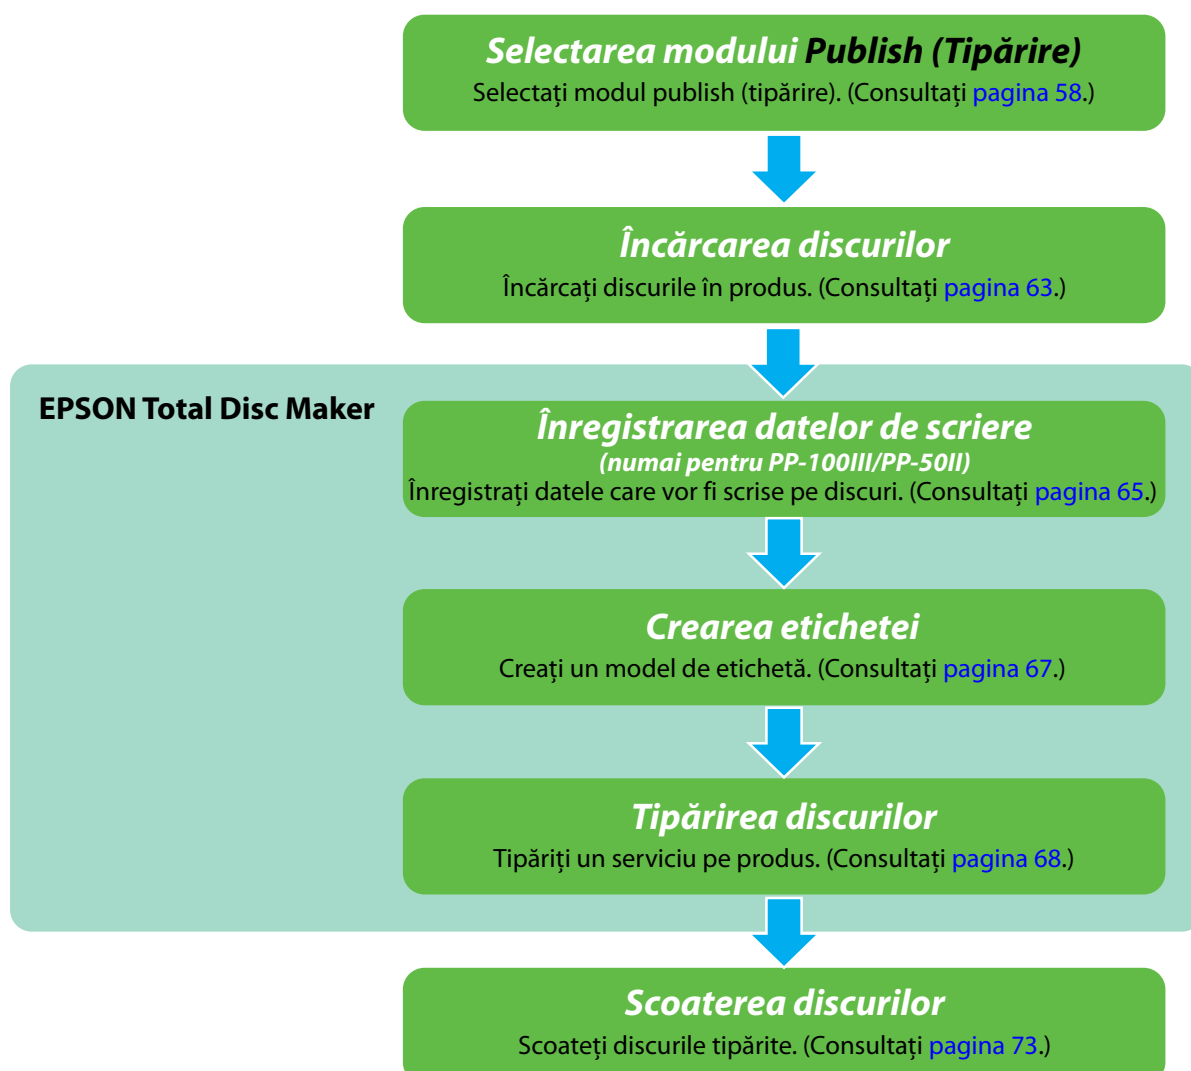 Selectarea modului Publish (Tipărire)
Selectați modul publish (tipărire). (Consultați pagina 58.)
Încărcarea discurilor
Încărcați discurile în produs. (Consultați pagina 63.)
EPSON Total Disc Maker
Înregistrarea datelor de scriere
(numai pentru PP-100III/PP-50II)
Înregistrați datele care vor fi scrise pe discuri. (Consultați pagina 65.)
Crearea etichetei
Creați un model de etichetă. (Consultați pagina 67.)
Tipărirea discurilor
Tipăriți un serviciu pe produs. (Consultați pagina 68.)
Scoaterea discurilor
Scoateți discurile tipărite. (Consultați pagina 73.)